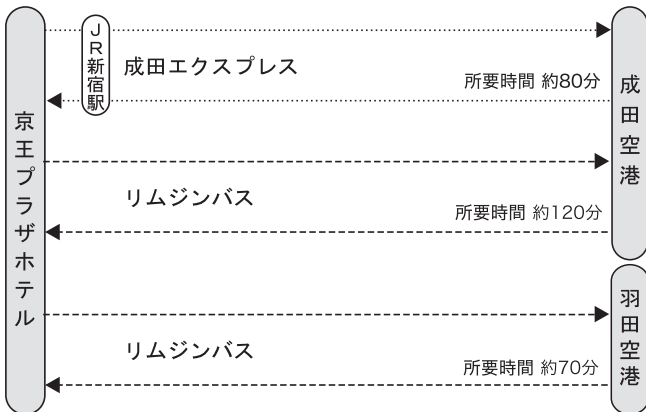 京王プラザホテル
JR新宿駅
成田エクスプレス
所要時間 約80分
リムジンバス
所要時間 約120分
成田空港
リムジンバス
所要時間 約70分
羽田空港